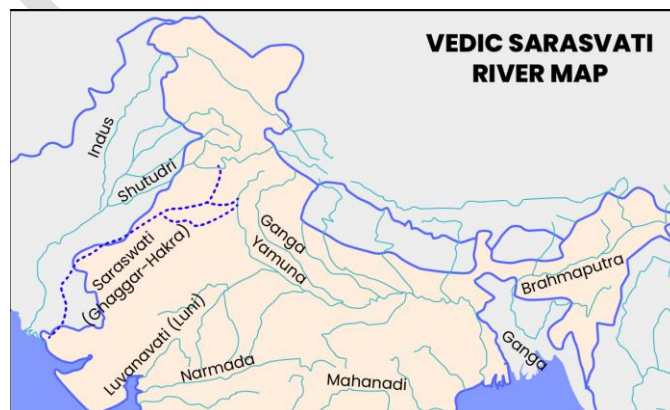 VEDIC SARASVATI
RIVER MAP
Indus
Shutudri
Saraswati
(Ghaggar-Hakra)
Ganga
Yamuna
Brahmaputra
Luvanavati (Luni)
Ganga
Narmada
Mahanadi